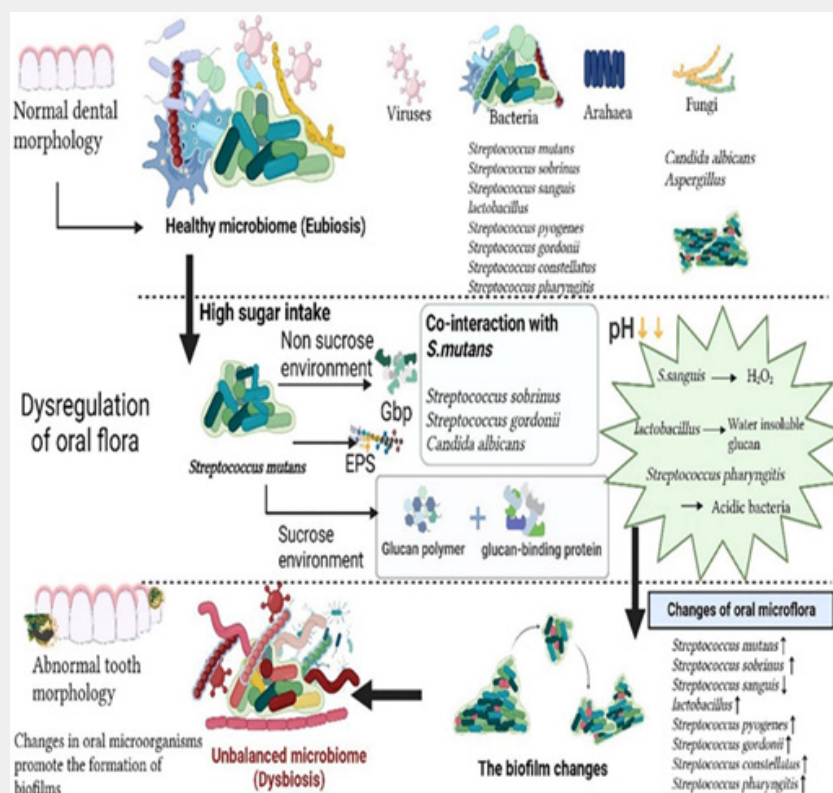 Normal dental
morphology
Healthy microbiome (Eubiosis)
Viruses
Bacteria
Arahaea
Fungi
Streptococcus mutans
Streptococcus sobrinus
Streptococcus sanguis
lactobacillus
Streptococcus pyogenes
Streptococcus gordonii
Streptococcus constellatus
Streptococcus pharyngitis
Candida albicans
Aspergillus
High sugar intake
Dysregulation
of oral flora
Streptococcus mutans
Non sucrose
environment
Gbp
EPS
Sucrose
environment
Co-interaction with
S.mutans
Streptococcus sobrinus
Streptococcus gordonii
Candida albicans
Glucan polymer
+
glucan-binding protein
pH ↓↓
S.sanguis → H₂O₂
lactobacillus → Water insoluble
glucan
Streptococcus pharyngitis
→ Acidic bacteria
Changes of oral microflora
Streptococcus mutans ↑
Streptococcus sobrinus ↑
Streptococcus sanguis ↓
lactobacillus ↑
Streptococcus pyogenes ↑
Streptococcus gordonii ↑
Streptococcus constellatus ↑
Streptococcus pharyngitis ↑
The biofilm changes
Unbalanced microbiome
(Dysbiosis)
Abnormal tooth
morphology
Changes in oral microorganisms
promote the formation of
biofilms